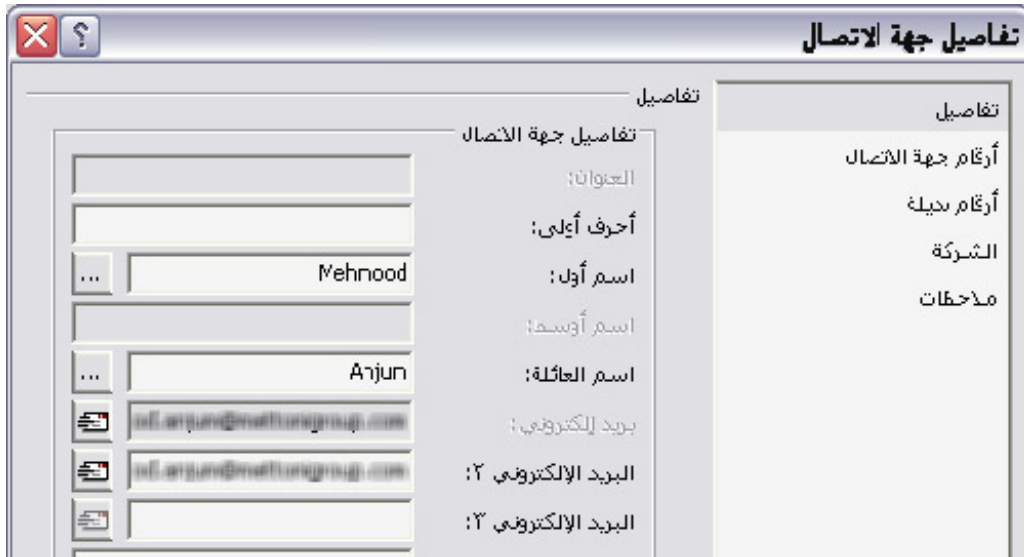 تفاصيل جهة الاتصال
تفاصيل
أرقام جهة الاتصال
أرقام بديلة
الشركة
ملاحظات
تفاصيل
تفاصيل جهة الاتصال
العنوان:
أحرف أولى:
اسم أول: Mehmood ...
اسم أوسط:
اسم العائلة: Anjum ...
بريد إلكتروني:
البريد الإلكتروني ٢:
البريد الإلكتروني ٣: